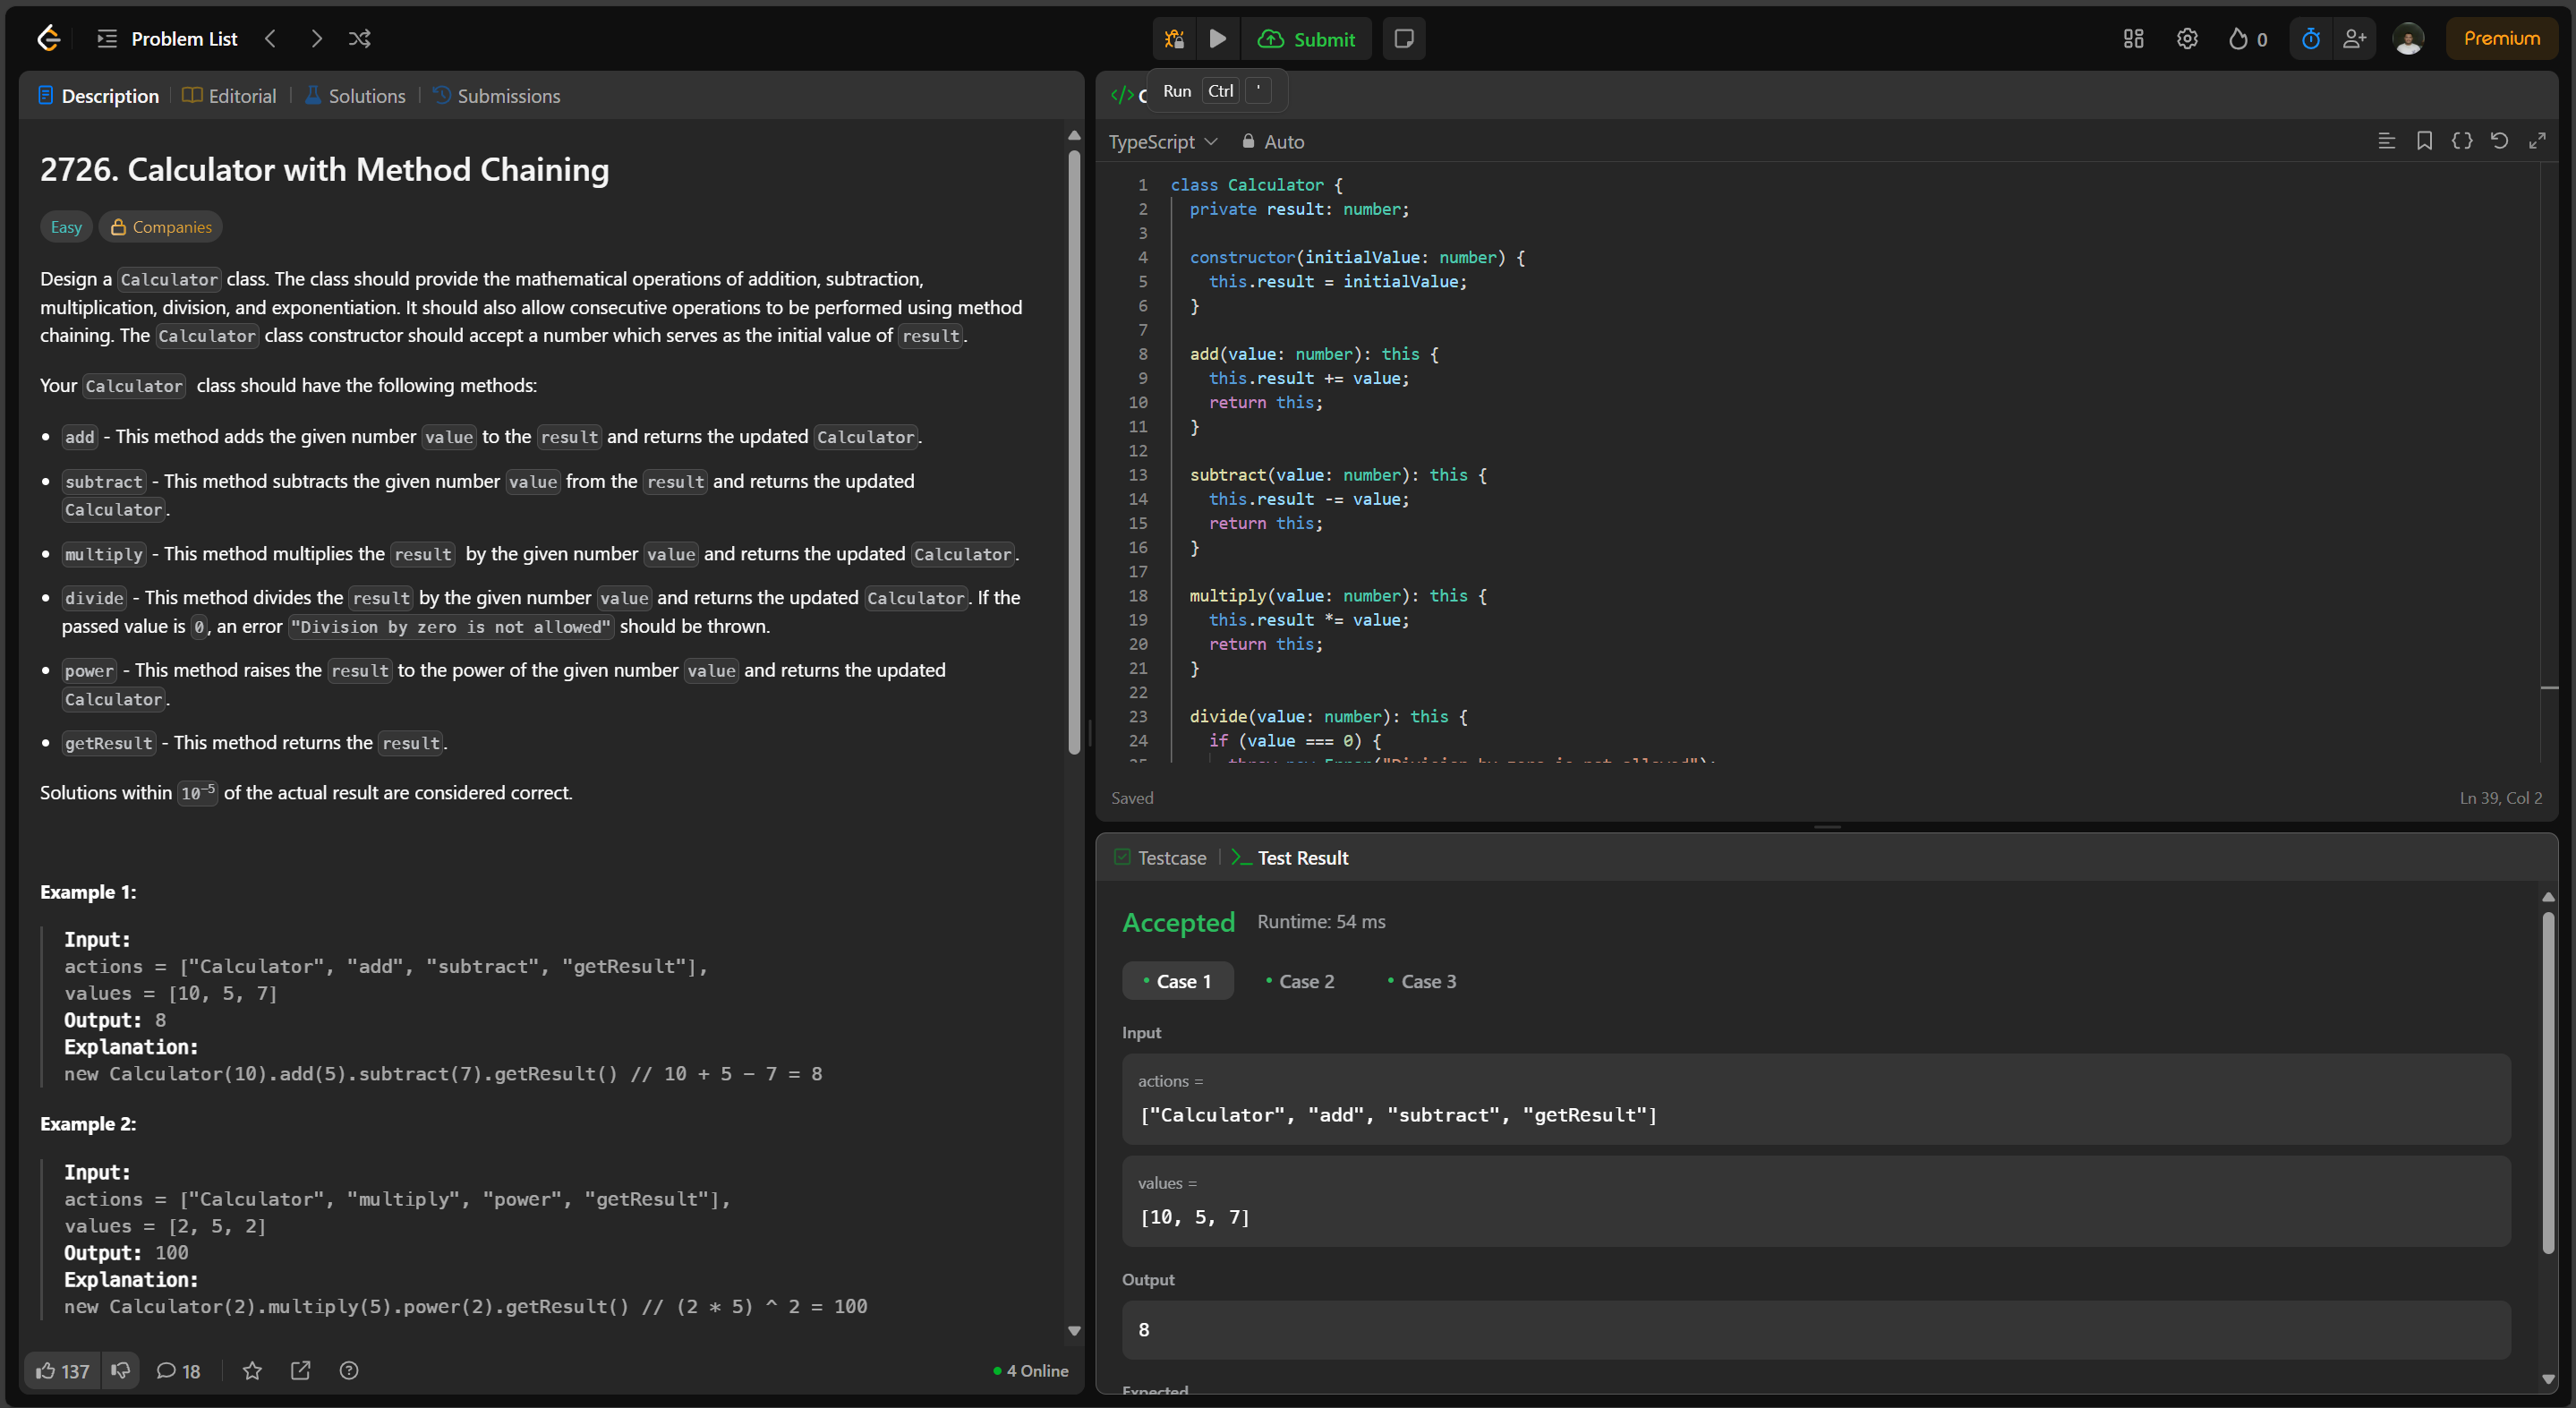 Problem List
Submit
0
Premium
Description
Editorial
Solutions
Submissions
2726. Calculator with Method Chaining
Easy
Companies
Design a Calculator class. The class should provide the mathematical operations of addition, subtraction,
multiplication, division, and exponentiation. It should also allow consecutive operations to be performed using method
chaining. The Calculator class constructor should accept a number which serves as the initial value of result.
Your Calculator class should have the following methods:
• add - This method adds the given number value to the result and returns the updated Calculator.
• subtract - This method subtracts the given number value from the result and returns the updated
Calculator.
• multiply - This method multiplies the result by the given number value and returns the updated Calculator.
• divide - This method divides the result by the given number value and returns the updated Calculator. If the
passed value is 0, an error "Division by zero is not allowed" should be thrown.
• power - This method raises the result to the power of the given number value and returns the updated
Calculator.
• getResult - This method returns the result.
Solutions within 10⁻⁵ of the actual result are considered correct.
Example 1:
Input:
actions = ["Calculator", "add", "subtract", "getResult"],
values = [10, 5, 7]
Output: 8
Explanation:
new Calculator(10).add(5).subtract(7).getResult() // 10 + 5 - 7 = 8
Example 2:
Input:
actions = ["Calculator", "multiply", "power", "getResult"],
values = [2, 5, 2]
Output: 100
Explanation:
new Calculator(2).multiply(5).power(2).getResult() // (2 * 5) ^ 2 = 100
137
18
4 Online
</> C
Run Ctrl '
TypeScript
Auto
1 class Calculator {
2 private result: number;
3
4 constructor(initialValue: number) {
5 this.result = initialValue;
6 }
7
8 add(value: number): this {
9 this.result += value;
10 return this;
11 }
12
13 subtract(value: number): this {
14 this.result -= value;
15 return this;
16 }
17
18 multiply(value: number): this {
19 this.result *= value;
20 return this;
21 }
22
23 divide(value: number): this {
24 if (value === 0) {
25 throw new Error("Division by zero is not allowed");
Saved
Ln 39, Col 2
Testcase
Test Result
Accepted
Runtime: 54 ms
• Case 1
• Case 2
• Case 3
Input
actions =
["Calculator", "add", "subtract", "getResult"]
values =
[10, 5, 7]
Output
8
Expected